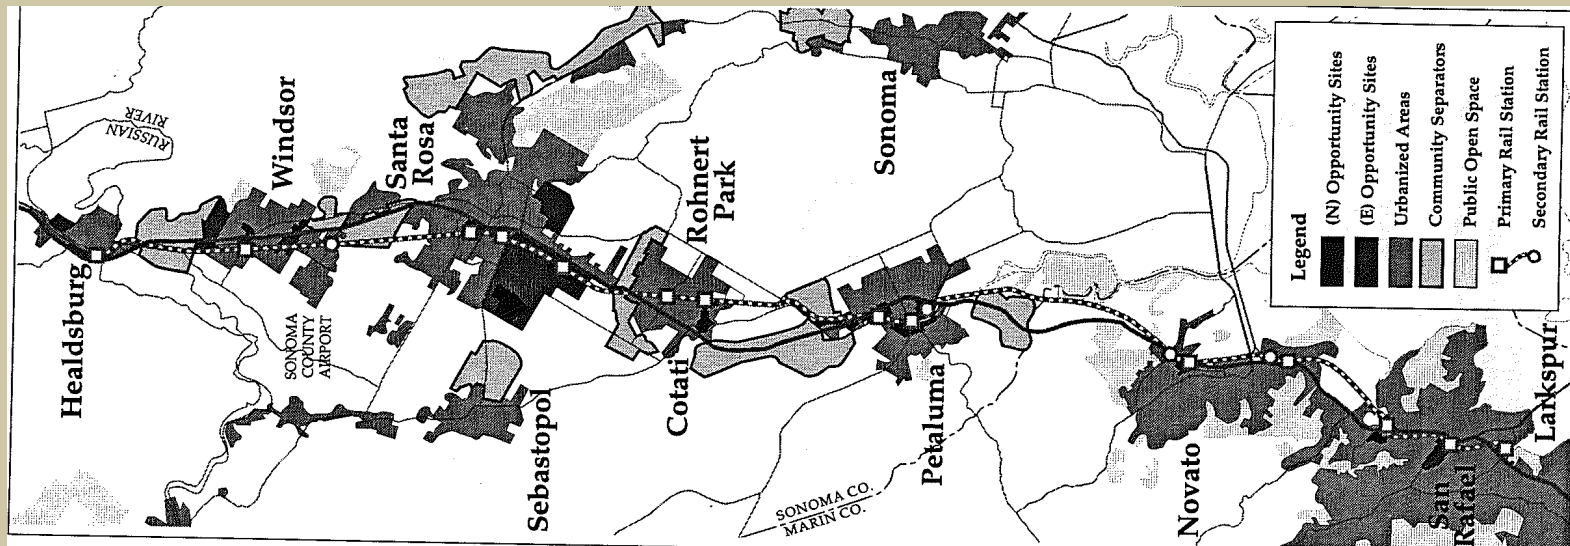 Healdsburg
RUSSIAN
RIVER
Windsor
SONOMA
COUNTY
AIRPORT
Santa
Rosa
Sebastopol
Rohnert
Park
Cotati
Sonoma
Petaluma
SONOMA CO.
MARIN CO.
Novato
San
Rafael
Larkspur
Legend
(N) Opportunity Sites
(E) Opportunity Sites
Urbanized Areas
Community Separators
Public Open Space
Primary Rail Station
Secondary Rail Station